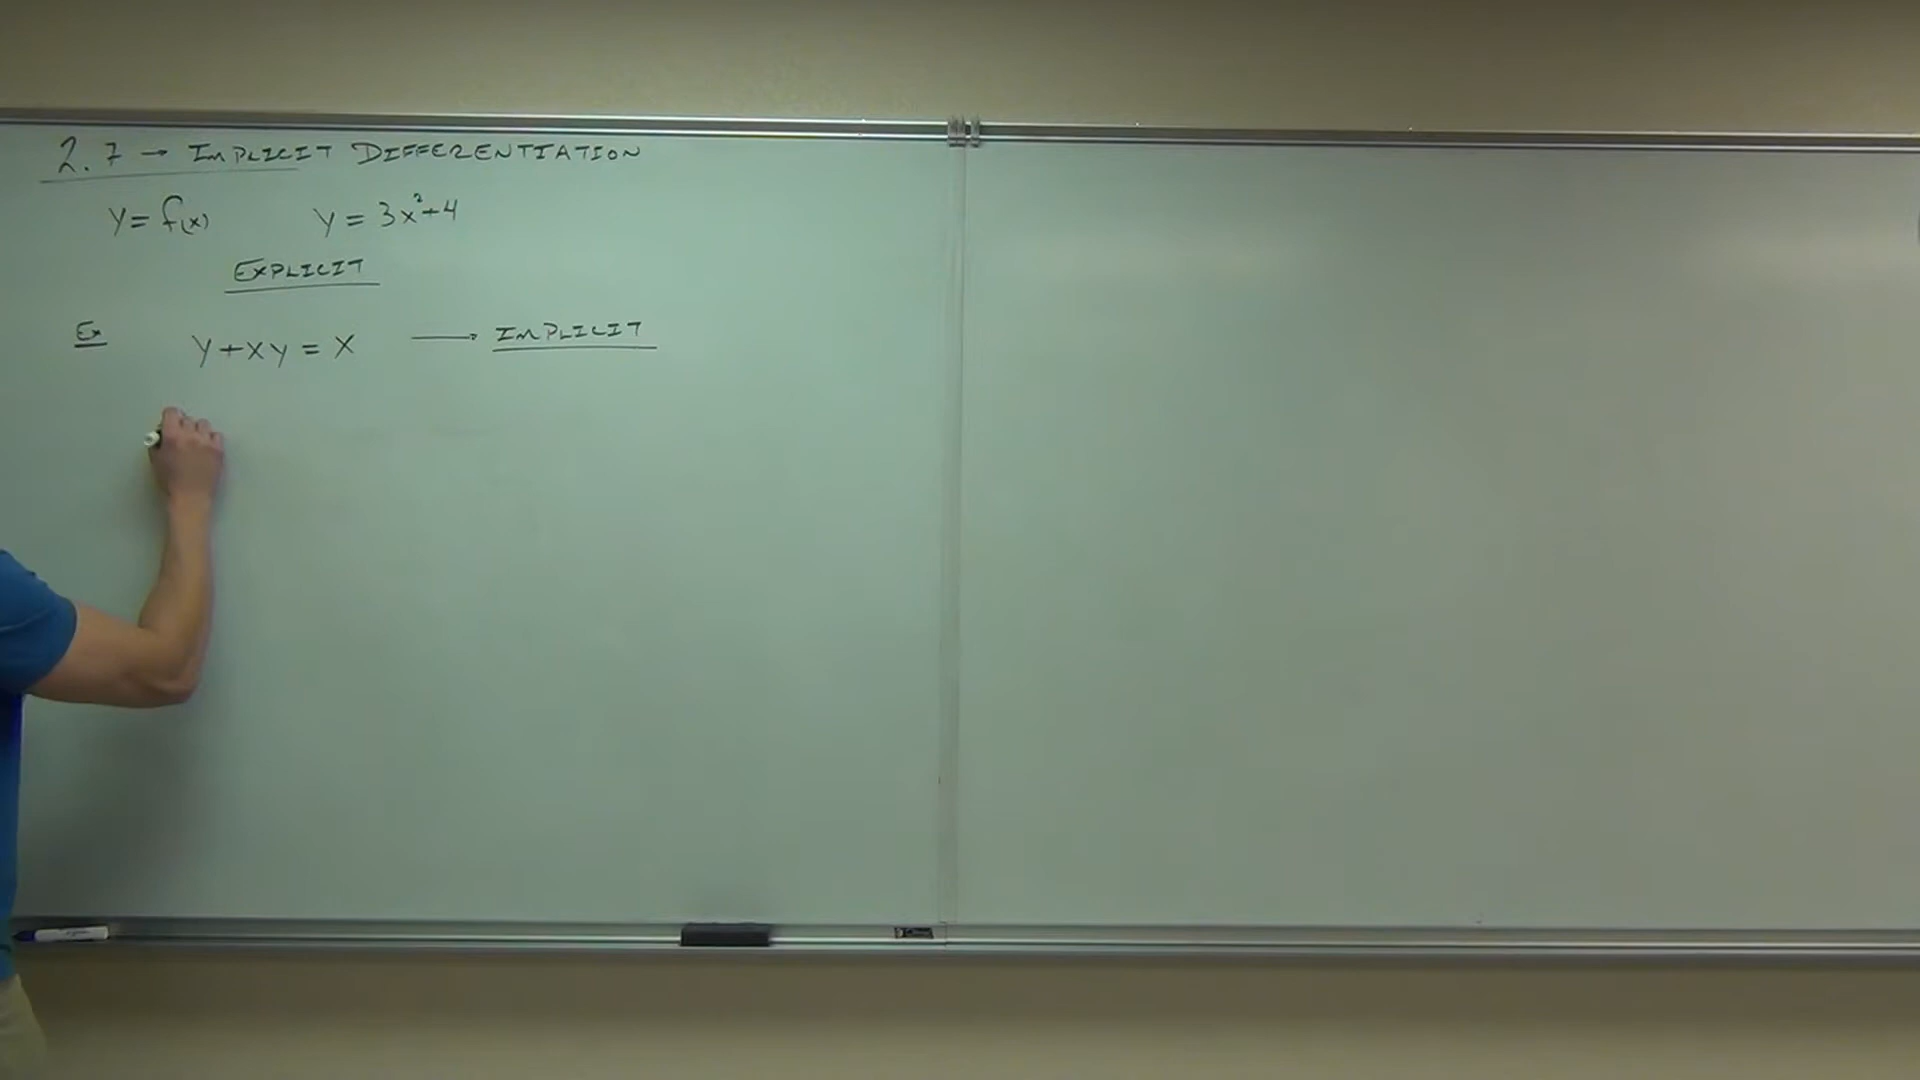 2.7 → IMPLICIT DIFFERENTIATION
y = f(x) y = 3x²+4
EXPLICIT
Ex y + xy = x → IMPLICIT